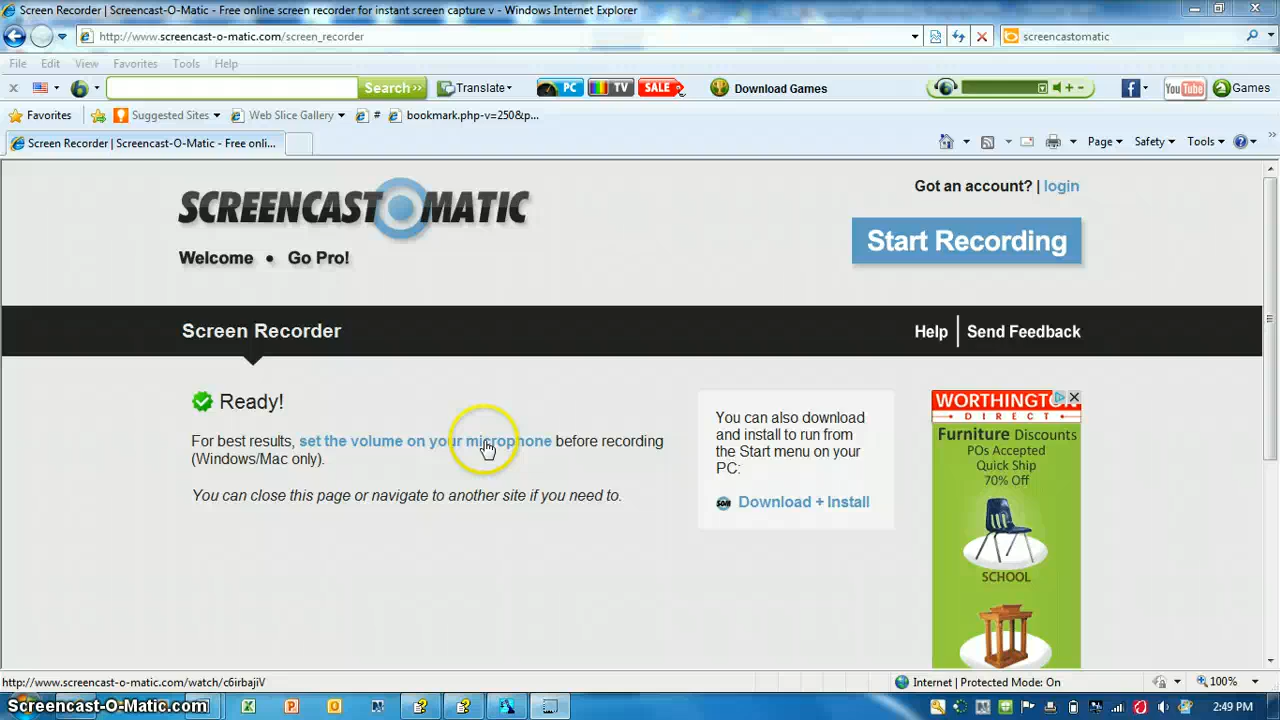 Screen Recorder | Screencast-O-Matic - Free online screen recorder for instant screen capture v - Windows Internet Explorer
http://www.screencast-o-matic.com/screen_recorder
screencastomatic
File Edit View Favorites Tools Help
Search>>
Translate
PC
TV
SALE
Download Games
You Tube
Games
Favorites
Suggested Sites
Web Slice Gallery
#
bookmark.php-v=250&p...
Screen Recorder | Screencast-O-Matic - Free onli...
Page
Safety
Tools
SCREENCAST O MATIC
Got an account? | login
Start Recording
Welcome • Go Pro!
Screen Recorder
Help
Send Feedback
Ready!
For best results, set the volume on your microphone before recording
(Windows/Mac only).
You can close this page or navigate to another site if you need to.
You can also download
and install to run from
the Start menu on your
PC:
SOM
Download + Install
WORTHINGTON
DIRECT
Furniture Discounts
POs Accepted
Quick Ship
70% Off
SCHOOL
http://www.screencast-o-matic.com/watch/c6irbajiV
Internet | Protected Mode: On
100%
Screencast-O-Matic.com
2:49 PM